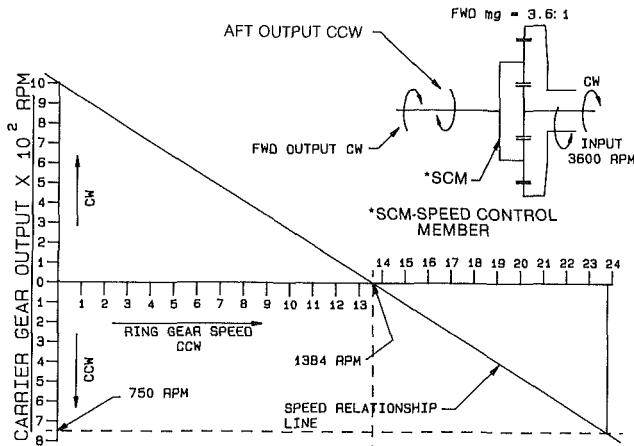 FWD mg = 3.6:1
AFT OUTPUT CCW
CW
FWD OUTPUT CW
INPUT
3600 RPM
*SCM
*SCM-SPEED CONTROL
MEMBER
CARRIER GEAR OUTPUT X 10² RPM
10
9
8
7
6
5
4
3
2
1
0
1
2
3
4
5
6
7
8
CW
CCW
1 2 3 4 5 6 7 8 9 10 11 12 13
14 15 16 17 18 19 20 21 22 23 24
RING GEAR SPEED
CCW
1384 RPM
750 RPM
SPEED RELATIONSHIP
LINE